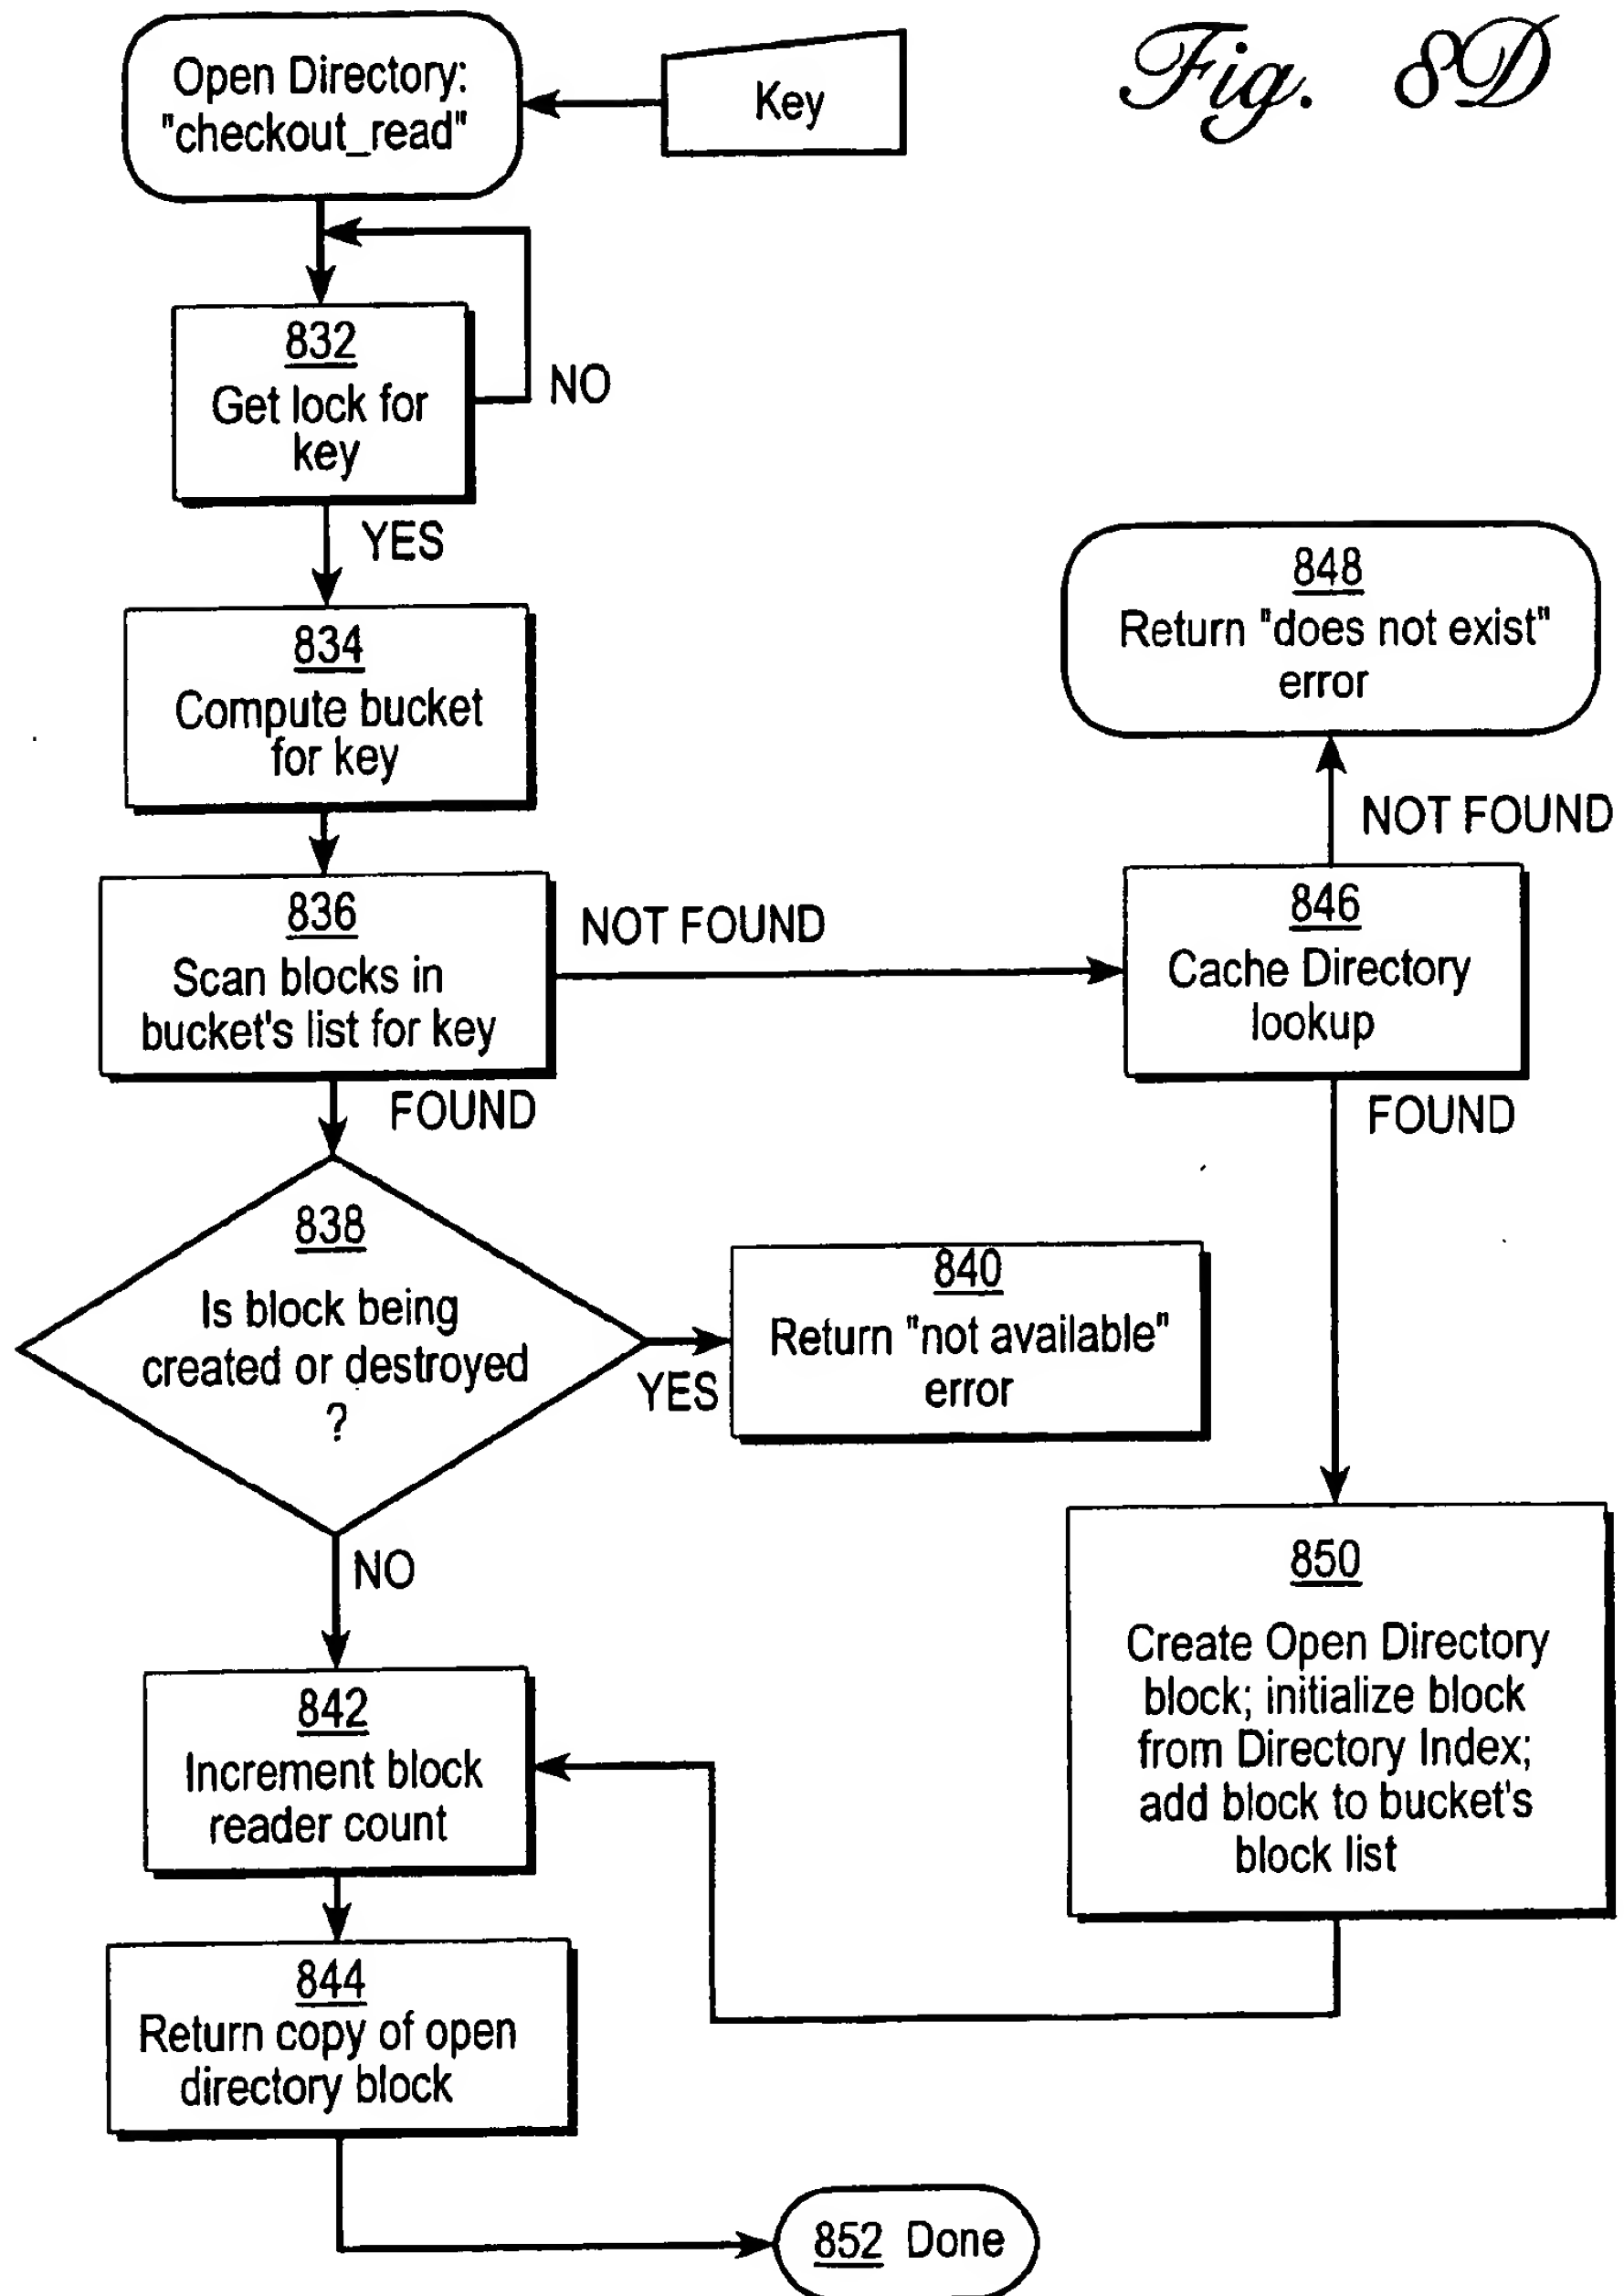 Fig. 8D
Open Directory:
"checkout_read"
Key
832
Get lock for
key
NO
YES
834
Compute bucket
for key
848
Return "does not exist"
error
NOT FOUND
836
Scan blocks in
bucket's list for key
NOT FOUND
846
Cache Directory
lookup
FOUND
FOUND
838
Is block being
created or destroyed
?
YES
840
Return "not available"
error
NO
850
Create Open Directory
block; initialize block
from Directory Index;
add block to bucket's
block list
842
Increment block
reader count
844
Return copy of open
directory block
852 Done